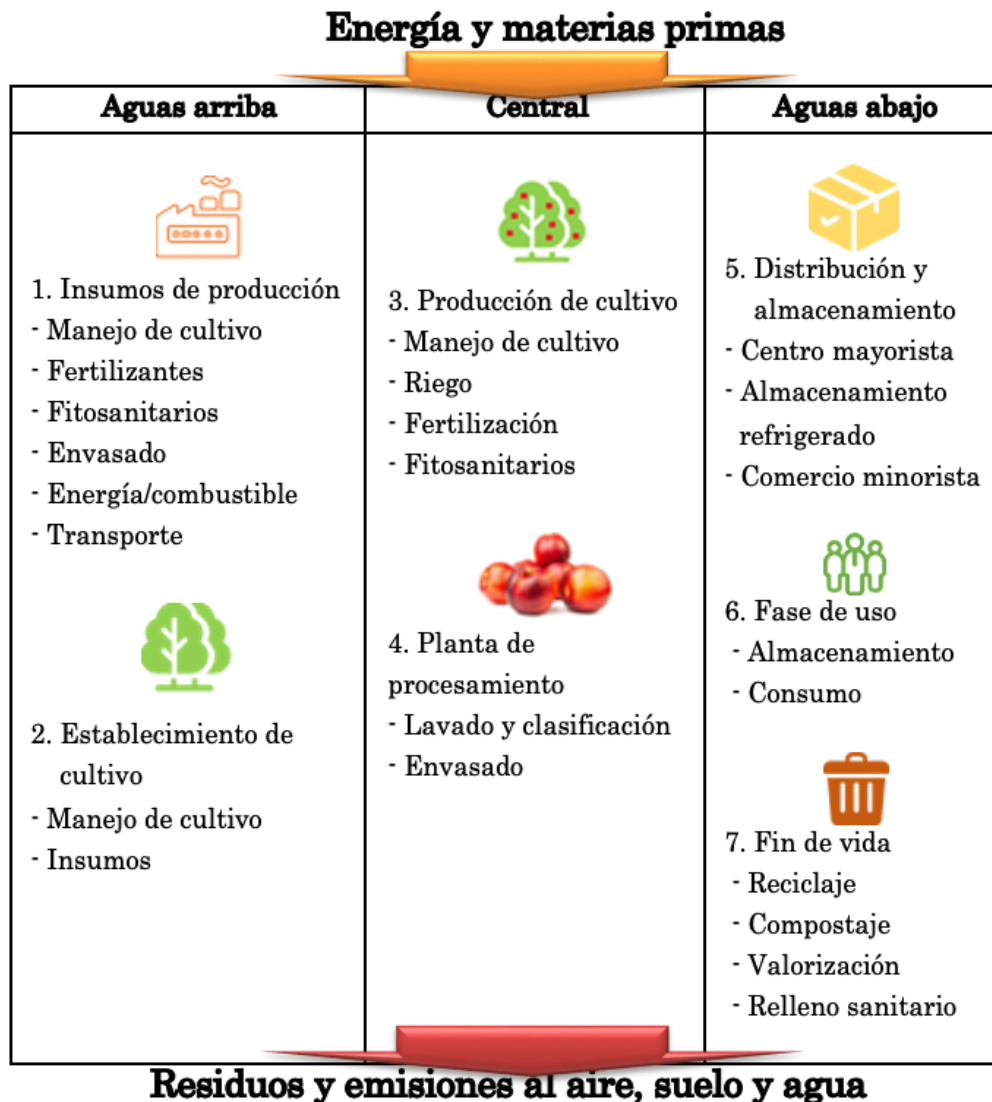 Energía y materias primas
Aguas arriba
Central
Aguas abajo
1. Insumos de producción
- Manejo de cultivo
- Fertilizantes
- Fitosanitarios
- Envasado
- Energía/combustible
- Transporte
2. Establecimiento de
cultivo
- Manejo de cultivo
- Insumos
3. Producción de cultivo
- Manejo de cultivo
- Riego
- Fertilización
- Fitosanitarios
4. Planta de
procesamiento
- Lavado y clasificación
- Envasado
5. Distribución y
almacenamiento
- Centro mayorista
- Almacenamiento
refrigerado
- Comercio minorista
6. Fase de uso
- Almacenamiento
- Consumo
7. Fin de vida
- Reciclaje
- Compostaje
- Valorización
- Relleno sanitario
Residuos y emisiones al aire, suelo y agua